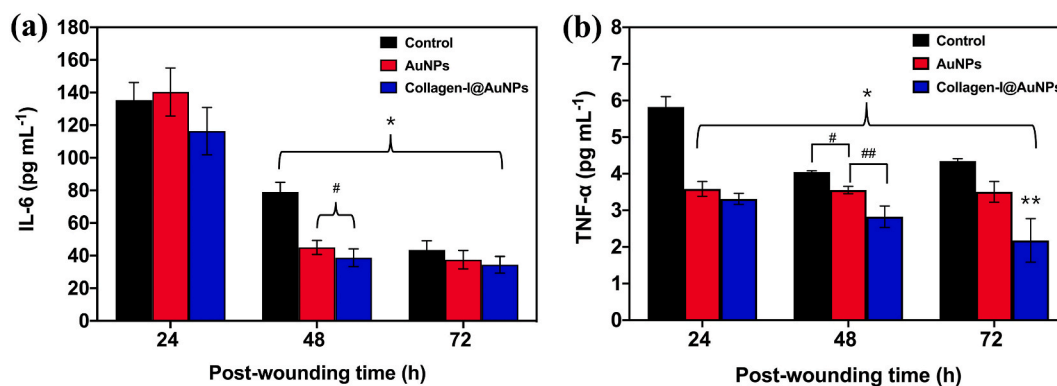 (a)
IL-6 (pg mL⁻¹)
160
140
120
100
80
60
40
20
0
Control
AuNPs
Collagen-I@AuNPs
*
#
24
48
72
Post-wounding time (h)
(b)
TNF-α (pg mL⁻¹)
8
7
6
5
4
3
2
1
0
Control
AuNPs
Collagen-I@AuNPs
*
#
##
**
24
48
72
Post-wounding time (h)